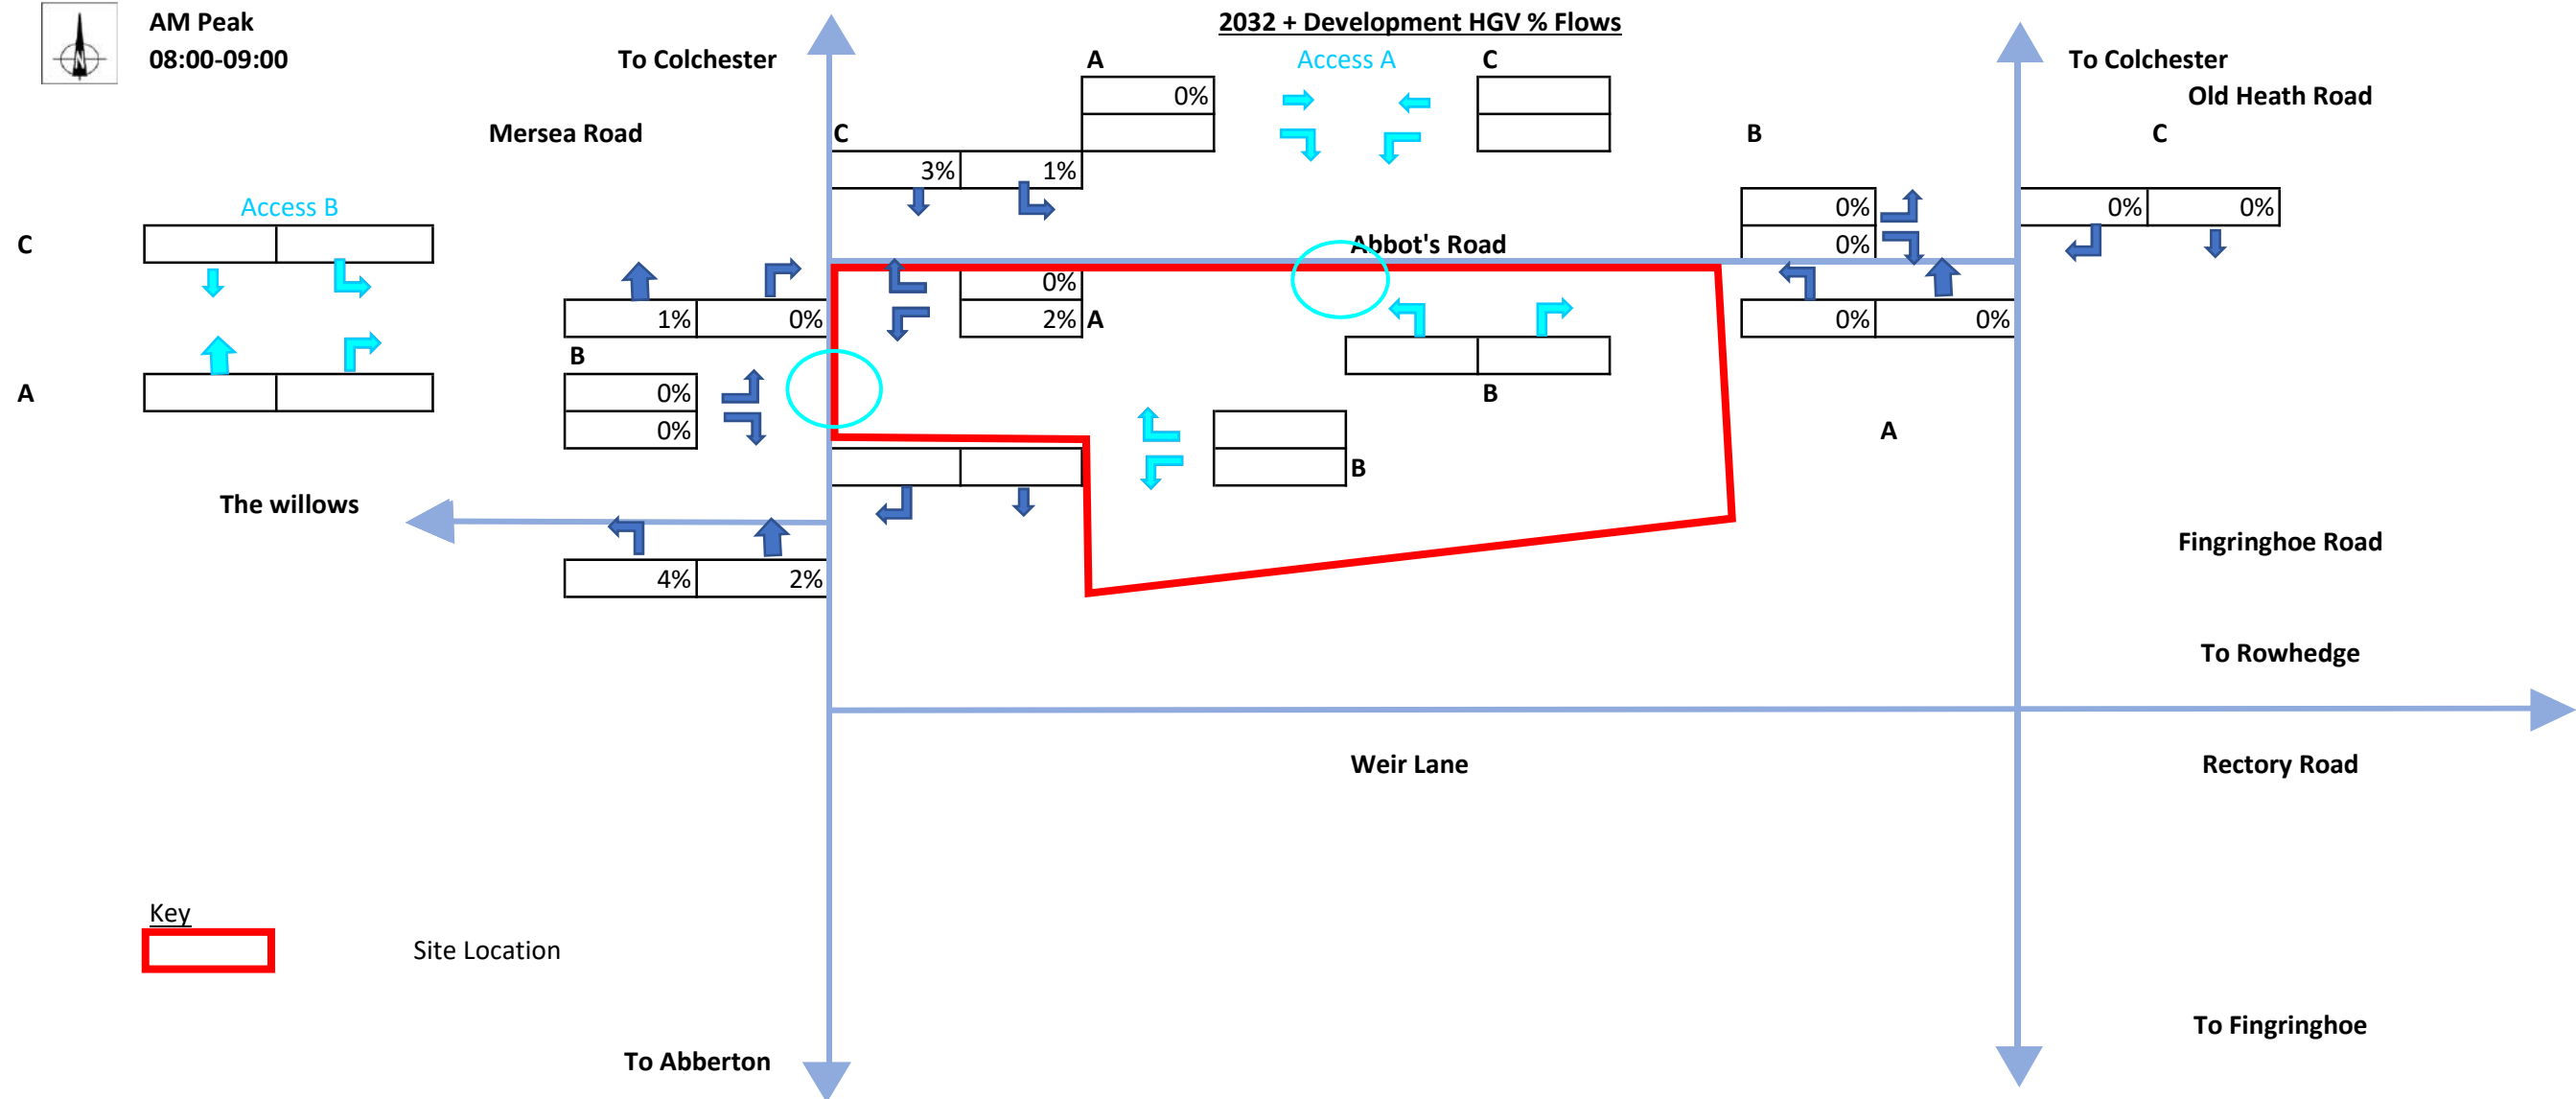 AM Peak
2032 + Development HGV % Flows
08:00-09:00
To Colchester
A
Access A
C
To Colchester
0%
Old Heath Road
Mersea Road
C
B
C
3% 1%
Access B
0%
0% 0%
C
Abbot's Road
0%
0%
1% 0%
2% A
0% 0%
B
0%
B
0%
A
A
B
The willows
Fingringhoe Road
4% 2%
To Rowhedge
Weir Lane
Rectory Road
Key
Site Location
To Fingringhoe
To Abberton
N